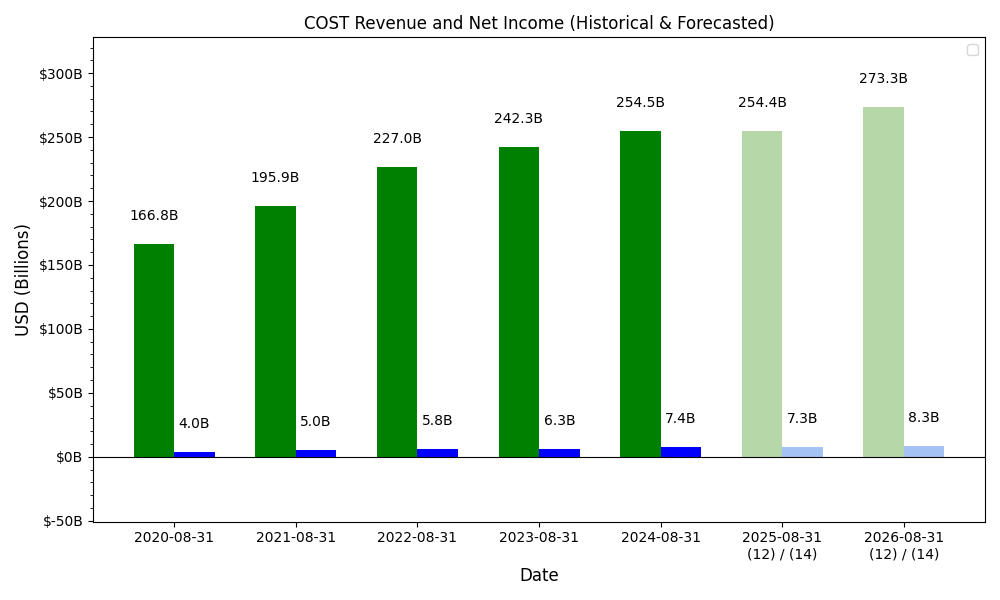 COST Revenue and Net Income (Historical & Forecasted)
$300B
$250B
$200B
$150B
$100B
$50B
$0B
$-50B
USD (Billions)
166.8B
4.0B
195.9B
5.0B
227.0B
5.8B
242.3B
6.3B
254.5B
7.4B
254.4B
7.3B
273.3B
8.3B
2020-08-31
2021-08-31
2022-08-31
2023-08-31
2024-08-31
2025-08-31
(12) / (14)
2026-08-31
(12) / (14)
Date